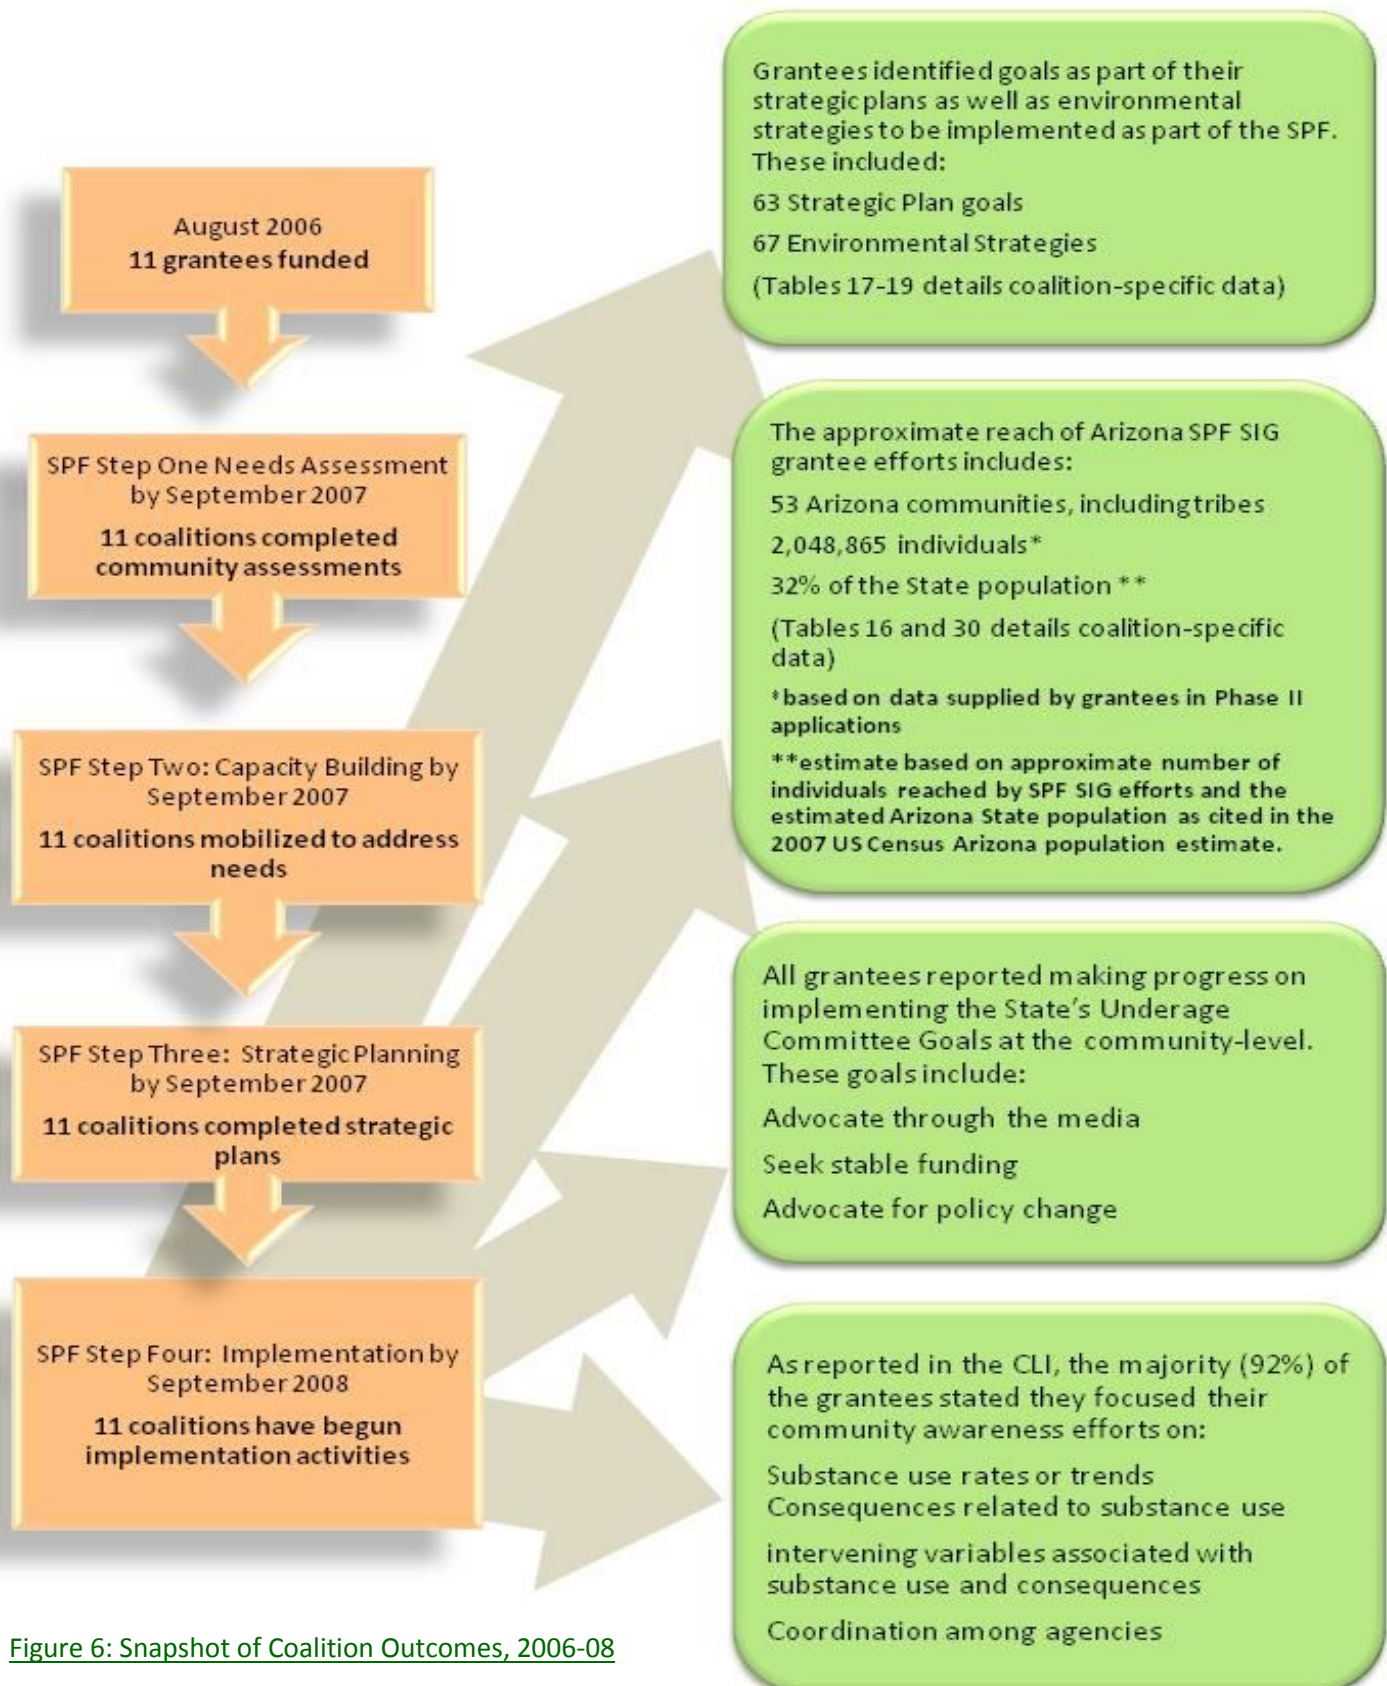 August 2006
11 grantees funded
SPF Step One Needs Assessment
by September 2007
11 coalitions completed
community assessments
SPF Step Two: Capacity Building by
September 2007
11 coalitions mobilized to address
needs
SPF Step Three: Strategic Planning
by September 2007
11 coalitions completed strategic
plans
SPF Step Four: Implementation by
September 2008
11 coalitions have begun
implementation activities
Grantees identified goals as part of their
strategic plans as well as environmental
strategies to be implemented as part of the SPF.
These included:
63 Strategic Plan goals
67 Environmental Strategies
(Tables 17-19 details coalition-specific data)
The approximate reach of Arizona SPF SIG
grantee efforts includes:
53 Arizona communities, including tribes
2,048,865 individuals*
32% of the State population **
(Tables 16 and 30 details coalition-specific
data)
*based on data supplied by grantees in Phase II
applications
**estimate based on approximate number of
individuals reached by SPF SIG efforts and the
estimated Arizona State population as cited in the
2007 US Census Arizona population estimate.
All grantees reported making progress on
implementing the State's Underage
Committee Goals at the community-level.
These goals include:
Advocate through the media
Seek stable funding
Advocate for policy change
As reported in the CLI, the majority (92%) of
the grantees stated they focused their
community awareness efforts on:
Substance use rates or trends
Consequences related to substance use
intervening variables associated with
substance use and consequences
Coordination among agencies
Figure 6: Snapshot of Coalition Outcomes, 2006-08